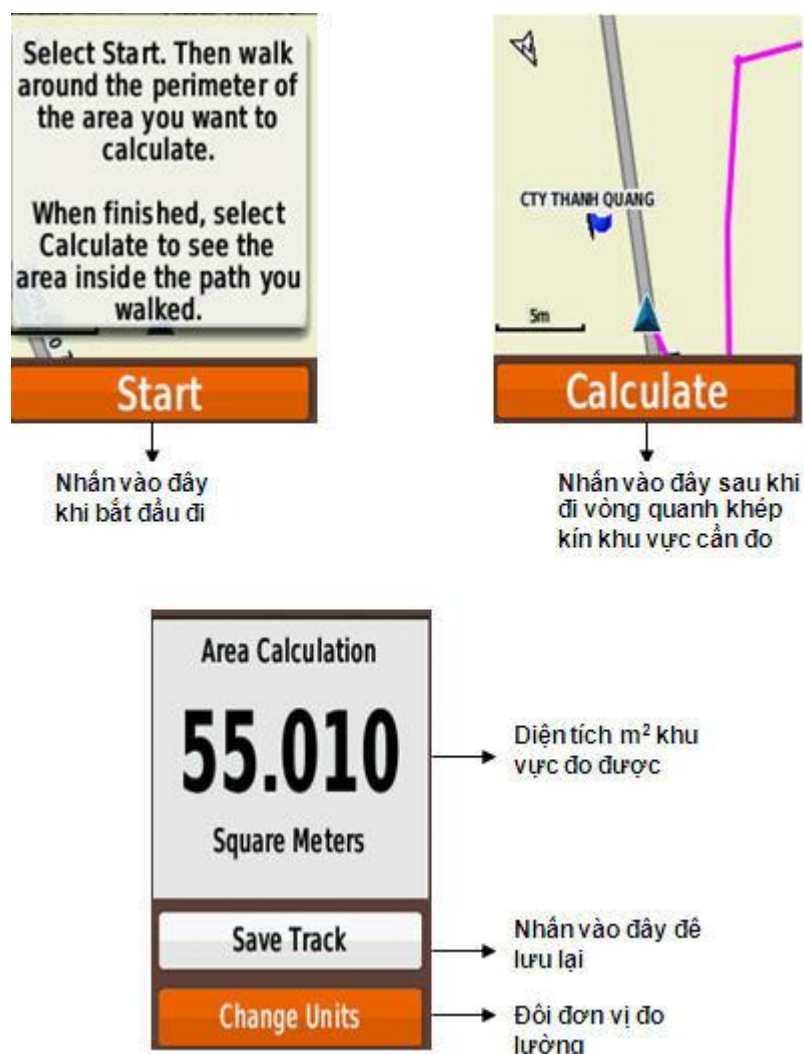 Select Start. Then walk
around the perimeter of
the area you want to
calculate.
When finished, select
Calculate to see the
area inside the path you
walked.
Start
Nhấn vào đây
khi bắt đầu đi
CTY THANH QUANG
5m
Calculate
Nhấn vào đây sau khi
đi vòng quanh khép
kín khu vực cần đo
Area Calculation
55.010
Square Meters
Save Track
Change Units
Diện tích m² khu
vực đo được
Nhấn vào đây để
lưu lại
Đổi đơn vị đo
lường